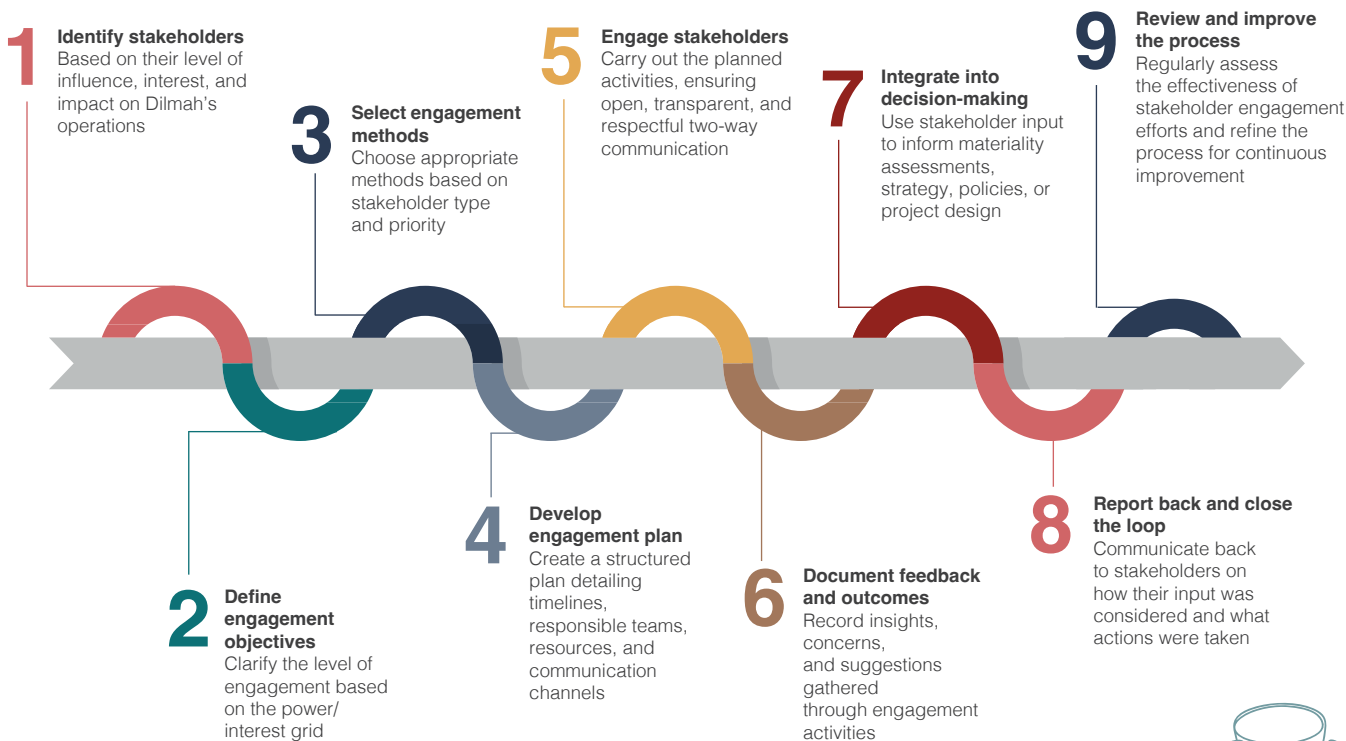 1
Identify stakeholders
Based on their level of
influence, interest, and
impact on Dilmah's
operations
2
Define
engagement
objectives
Clarify the level of
engagement based
on the power/
interest grid
3
Select engagement
methods
Choose appropriate
methods based on
stakeholder type
and priority
4
Develop
engagement plan
Create a structured
plan detailing
timelines,
responsible teams,
resources, and
communication
channels
5
Engage stakeholders
Carry out the planned
activities, ensuring
open, transparent, and
respectful two-way
communication
6
Document feedback
and outcomes
Record insights,
concerns,
and suggestions
gathered
through engagement
activities
7
Integrate into
decision-making
Use stakeholder input
to inform materiality
assessments,
strategy, policies, or
project design
8
Report back and close
the loop
Communicate back
to stakeholders on
how their input was
considered and what
actions were taken
9
Review and improve
the process
Regularly assess
the effectiveness of
stakeholder engagement
efforts and refine the
process for continuous
improvement